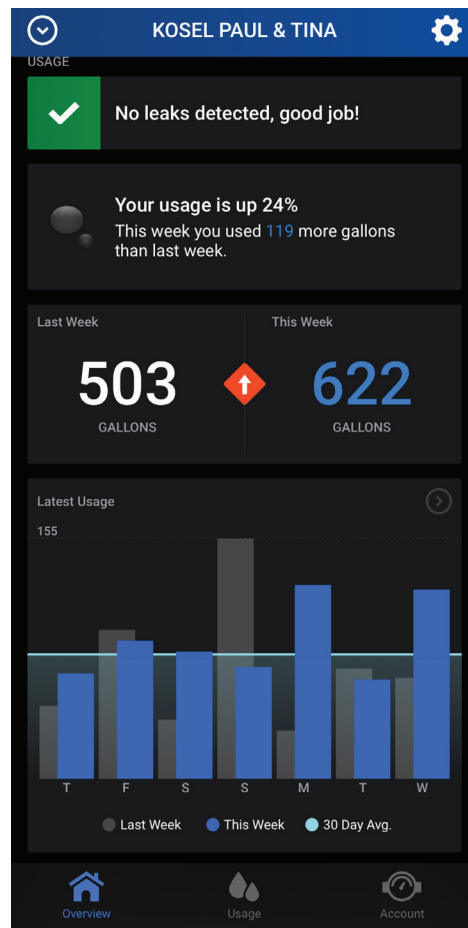 KOSEL PAUL & TINA
USAGE
No leaks detected, good job!
Your usage is up 24%
This week you used 119 more gallons
than last week.
Last Week
This Week
503
622
GALLONS
GALLONS
Latest Usage
155
T F S S M T W
Last Week This Week 30 Day Avg.
Overview Usage Account